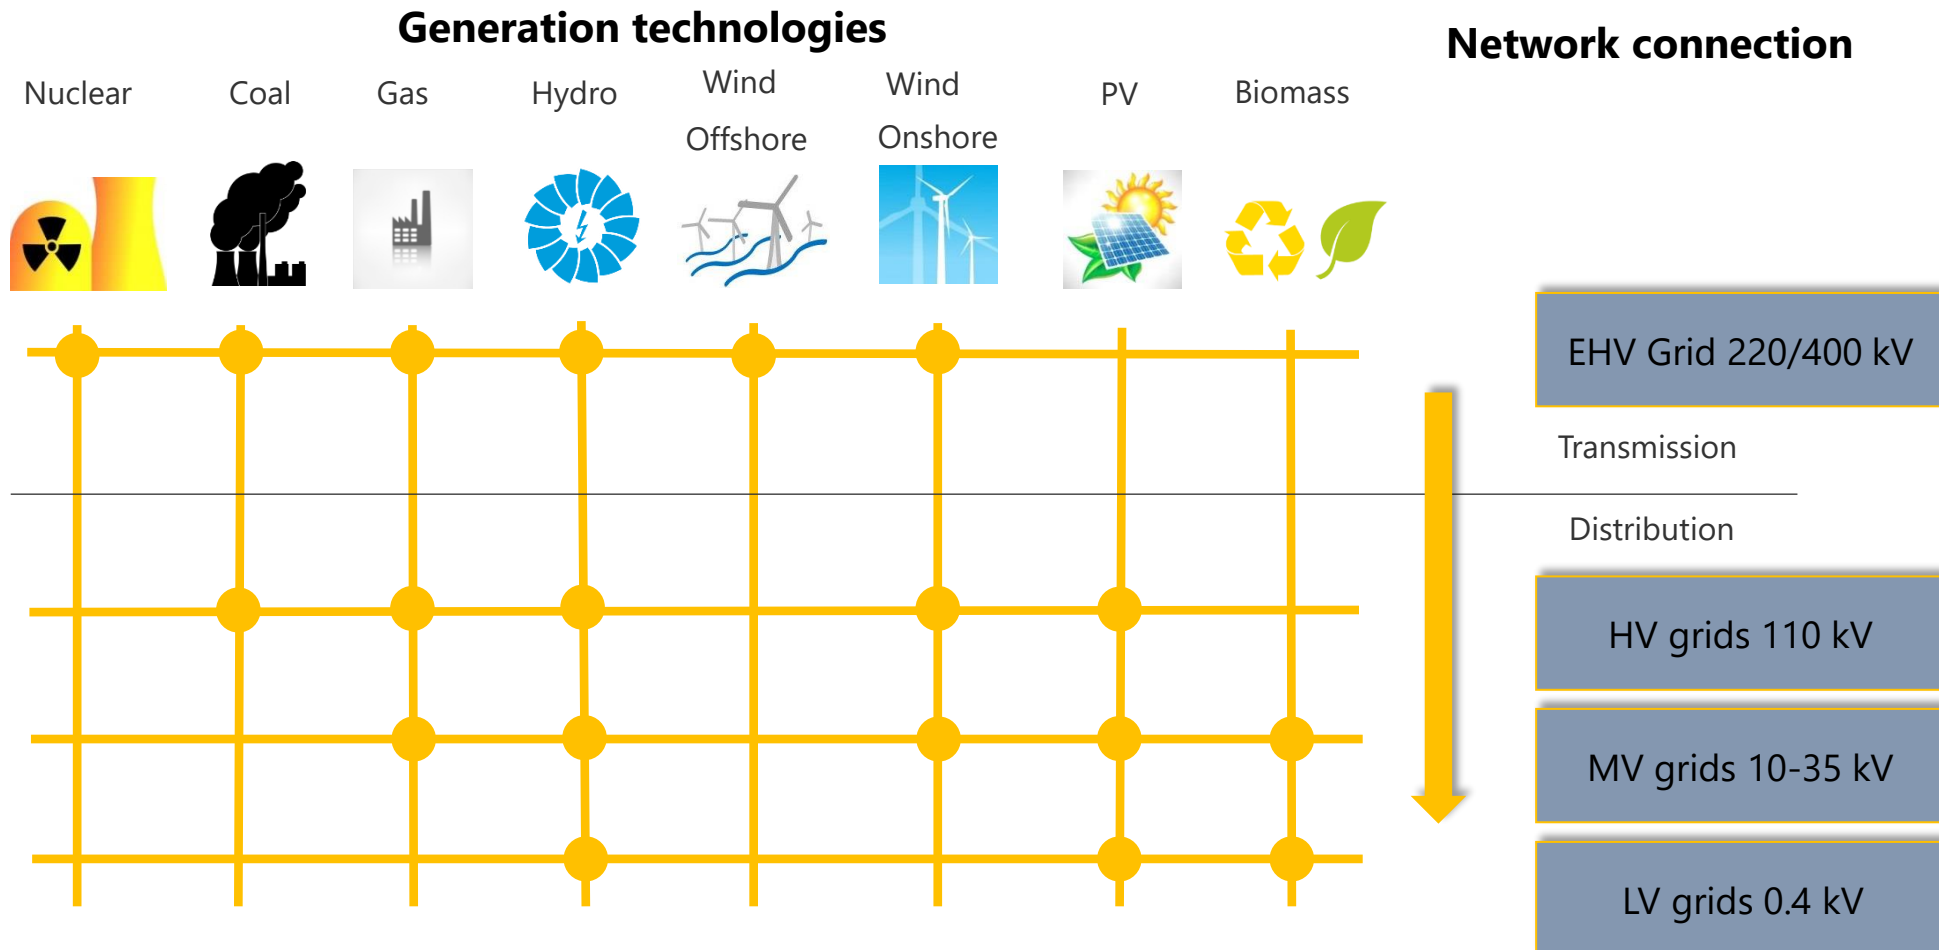 Generation technologies
Network connection
Nuclear
Coal
Gas
Hydro
Wind
Offshore
Wind
Onshore
PV
Biomass
EHV Grid 220/400 kV
Transmission
Distribution
HV grids 110 kV
MV grids 10-35 kV
LV grids 0.4 kV